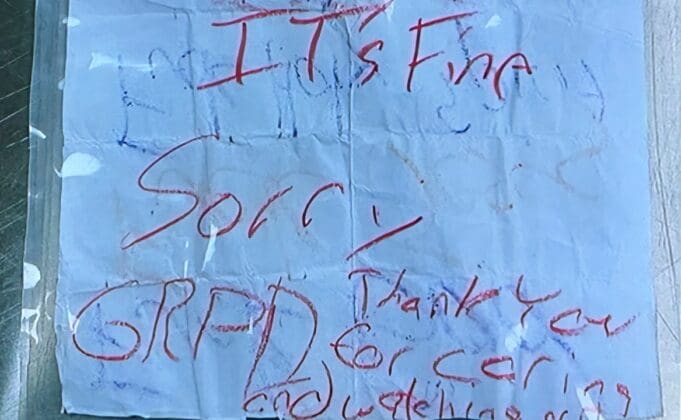 IT's Fine
Sorry
GRPD Thank You
for caring
and watching